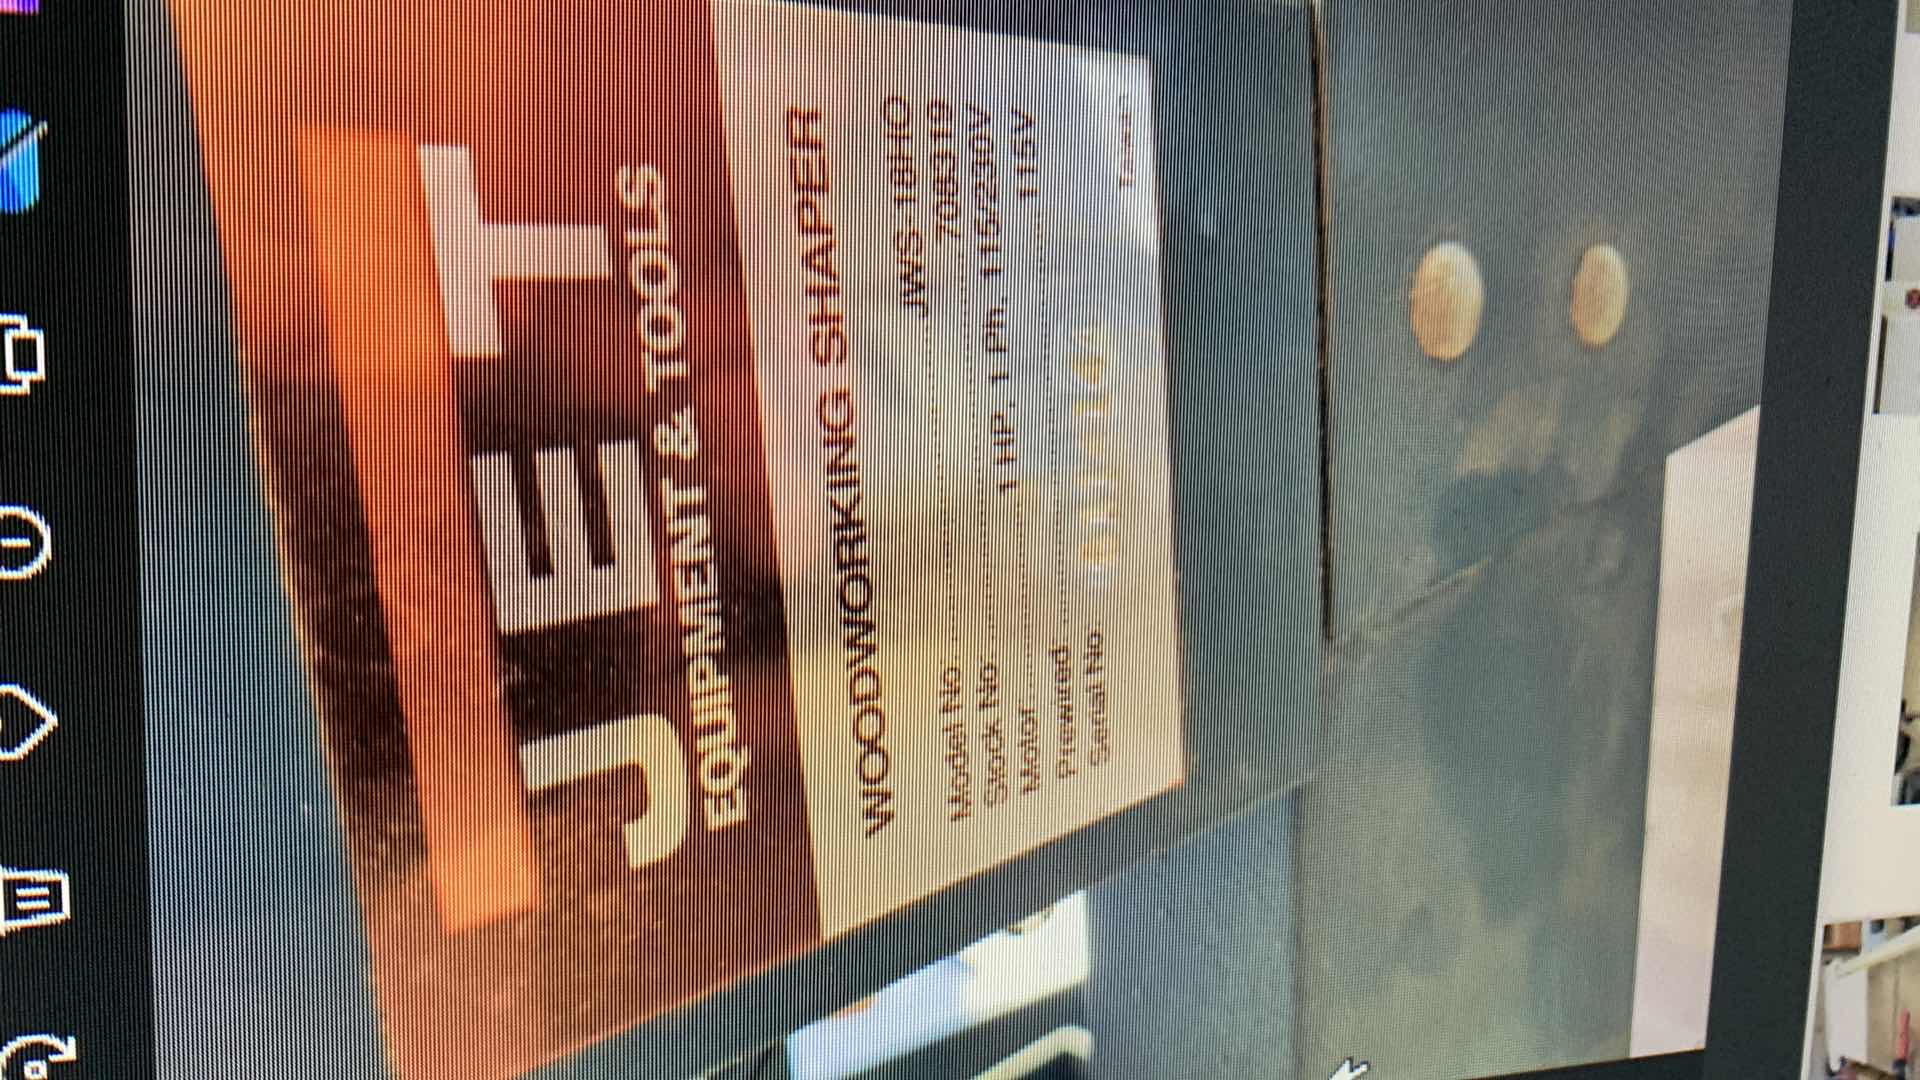 JET
EQUIPMENT & TOOLS
WOODWORKING SHAPER
Model No. JWS-18HO
Stock No. 708319
Motor 1 HP, 1 Ph, 115/230V
Prewired: 115V
Serial No.
Taiwan